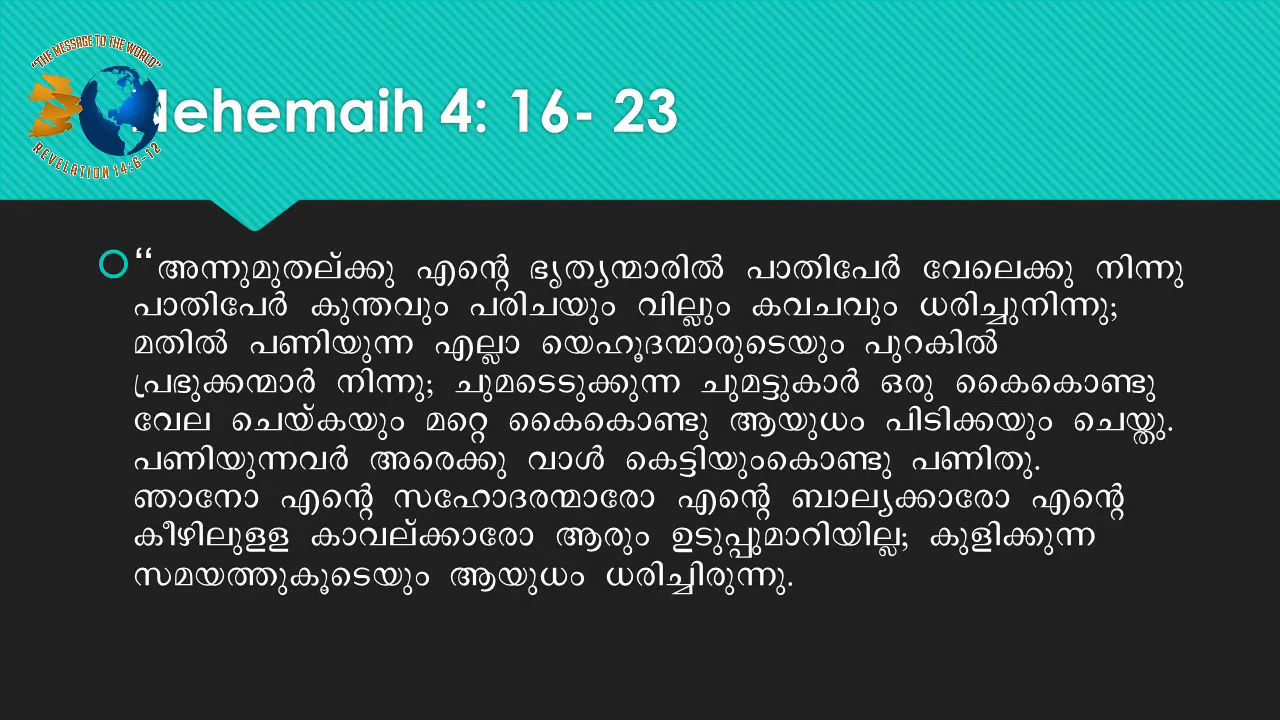 "THE MESSAGE TO THE WORLD"
Nehemaih 4: 16- 23
REVELATION 14:6-12
“അന്നുമുതല്ക്കു എന്റെ ഭൃത്യന്മാരിൽ പാതിപേർ വേലെക്കു നിന്നു
പാതിപേർ കുന്തവും പരിചയും വില്ലും കവചവും ധരിച്ചുനിന്നു;
മതിൽ പണിയുന്ന എല്ലാ യെഹൂദന്മാരുടെയും പുറകിൽ
പ്രഭുക്കന്മാർ നിന്നു; ചുമടെടുക്കുന്ന ചുമട്ടുകാർ ഒരു കൈകൊണ്ടു
വേല ചെയ്കയും മറ്റെ കൈകൊണ്ടു ആയുധം പിടിക്കയും ചെയ്തു.
പണിയുന്നവർ അരെക്കു വാൾ കെട്ടിയുംകൊണ്ടു പണിതു.
ഞാനോ എന്റെ സഹോദരന്മാരോ എന്റെ ബാല്യക്കാരോ എന്റെ
കീഴിലുളള കാവല്ക്കാരോ ആരും ഉടുപ്പുമാറിയില്ല; കുളിക്കുന്ന
സമയത്തുകൂടെയും ആയുധം ധരിച്ചിരുന്നു.